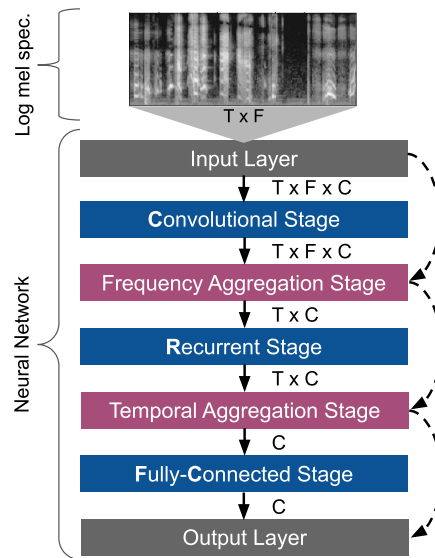 Log mel spec.
T x F
Neural Network
Input Layer
T x F x C
Convolutional Stage
T x F x C
Frequency Aggregation Stage
T x C
Recurrent Stage
T x C
Temporal Aggregation Stage
C
Fully-Connected Stage
C
Output Layer